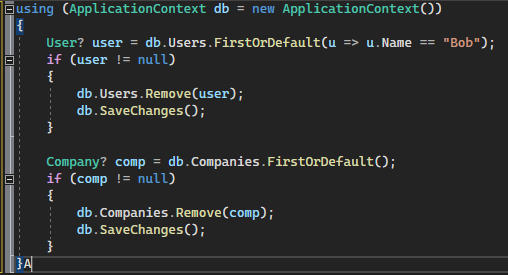 using (ApplicationContext db = new ApplicationContext())
{
    User? user = db.Users.FirstOrDefault(u => u.Name == "Bob");
    if (user != null)
    {
        db.Users.Remove(user);
        db.SaveChanges();
    }

    Company? comp = db.Companies.FirstOrDefault();
    if (comp != null)
    {
        db.Companies.Remove(comp);
        db.SaveChanges();
    }
}A